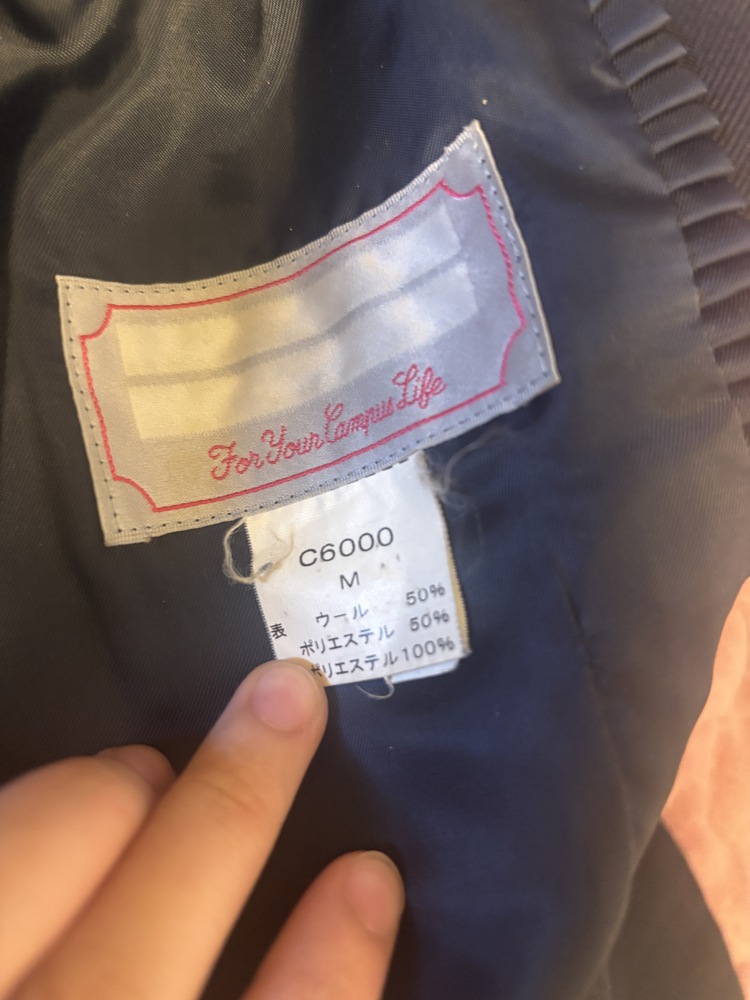 For Your Campus Life
C6000
M
表 ウール 50%
ポリエステル 50%
ポリエステル 100%